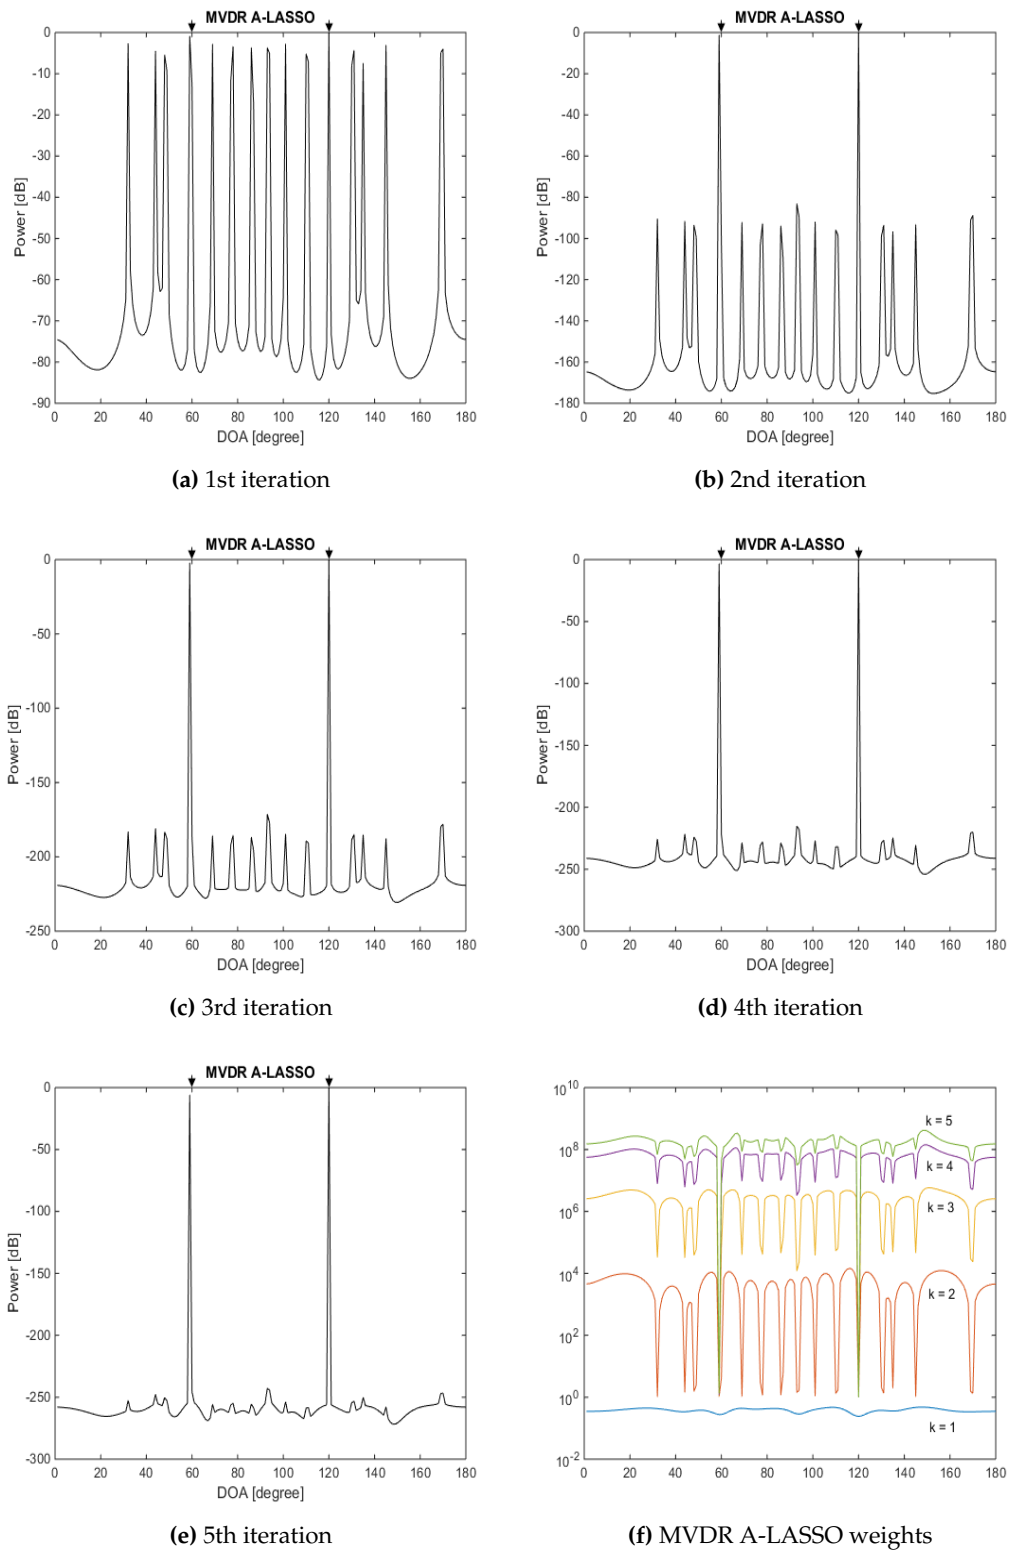 MVDR A-LASSO
0
-10
-20
-30
-40
-50
-60
-70
-80
-90
Power [dB]
0 20 40 60 80 100 120 140 160 180
DOA [degree]
(a) 1st iteration
MVDR A-LASSO
0
-20
-40
-60
-80
-100
-120
-140
-160
-180
Power [dB]
0 20 40 60 80 100 120 140 160 180
DOA [degree]
(b) 2nd iteration
MVDR A-LASSO
0
-50
-100
-150
-200
-250
Power [dB]
0 20 40 60 80 100 120 140 160 180
DOA [degree]
(c) 3rd iteration
MVDR A-LASSO
0
-50
-100
-150
-200
-250
-300
Power [dB]
0 20 40 60 80 100 120 140 160 180
DOA [degree]
(d) 4th iteration
MVDR A-LASSO
0
-50
-100
-150
-200
-250
-300
Power [dB]
0 20 40 60 80 100 120 140 160 180
DOA [degree]
(e) 5th iteration
10^10
10^8
10^6
10^4
10^2
10^0
10^-2
k = 5
k = 4
k = 3
k = 2
k = 1
0 20 40 60 80 100 120 140 160 180
(f) MVDR A-LASSO weights